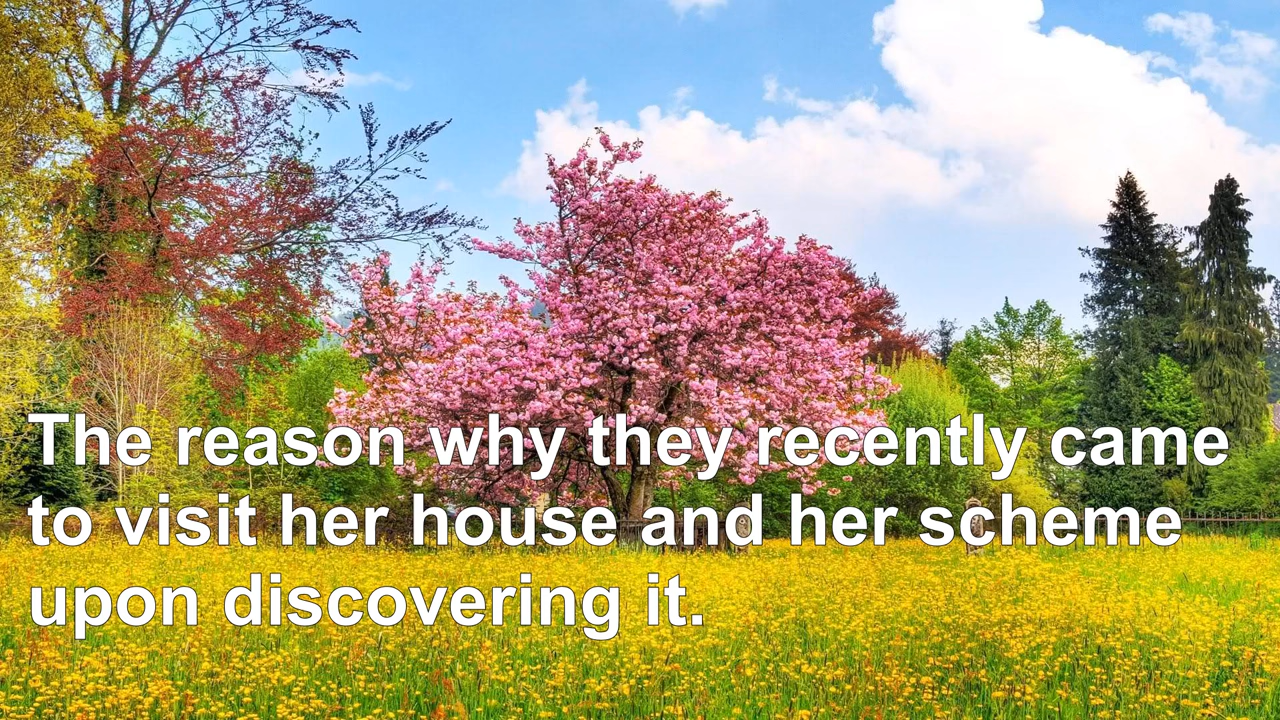 The reason why they recently came
to visit her house and her scheme
upon discovering it.